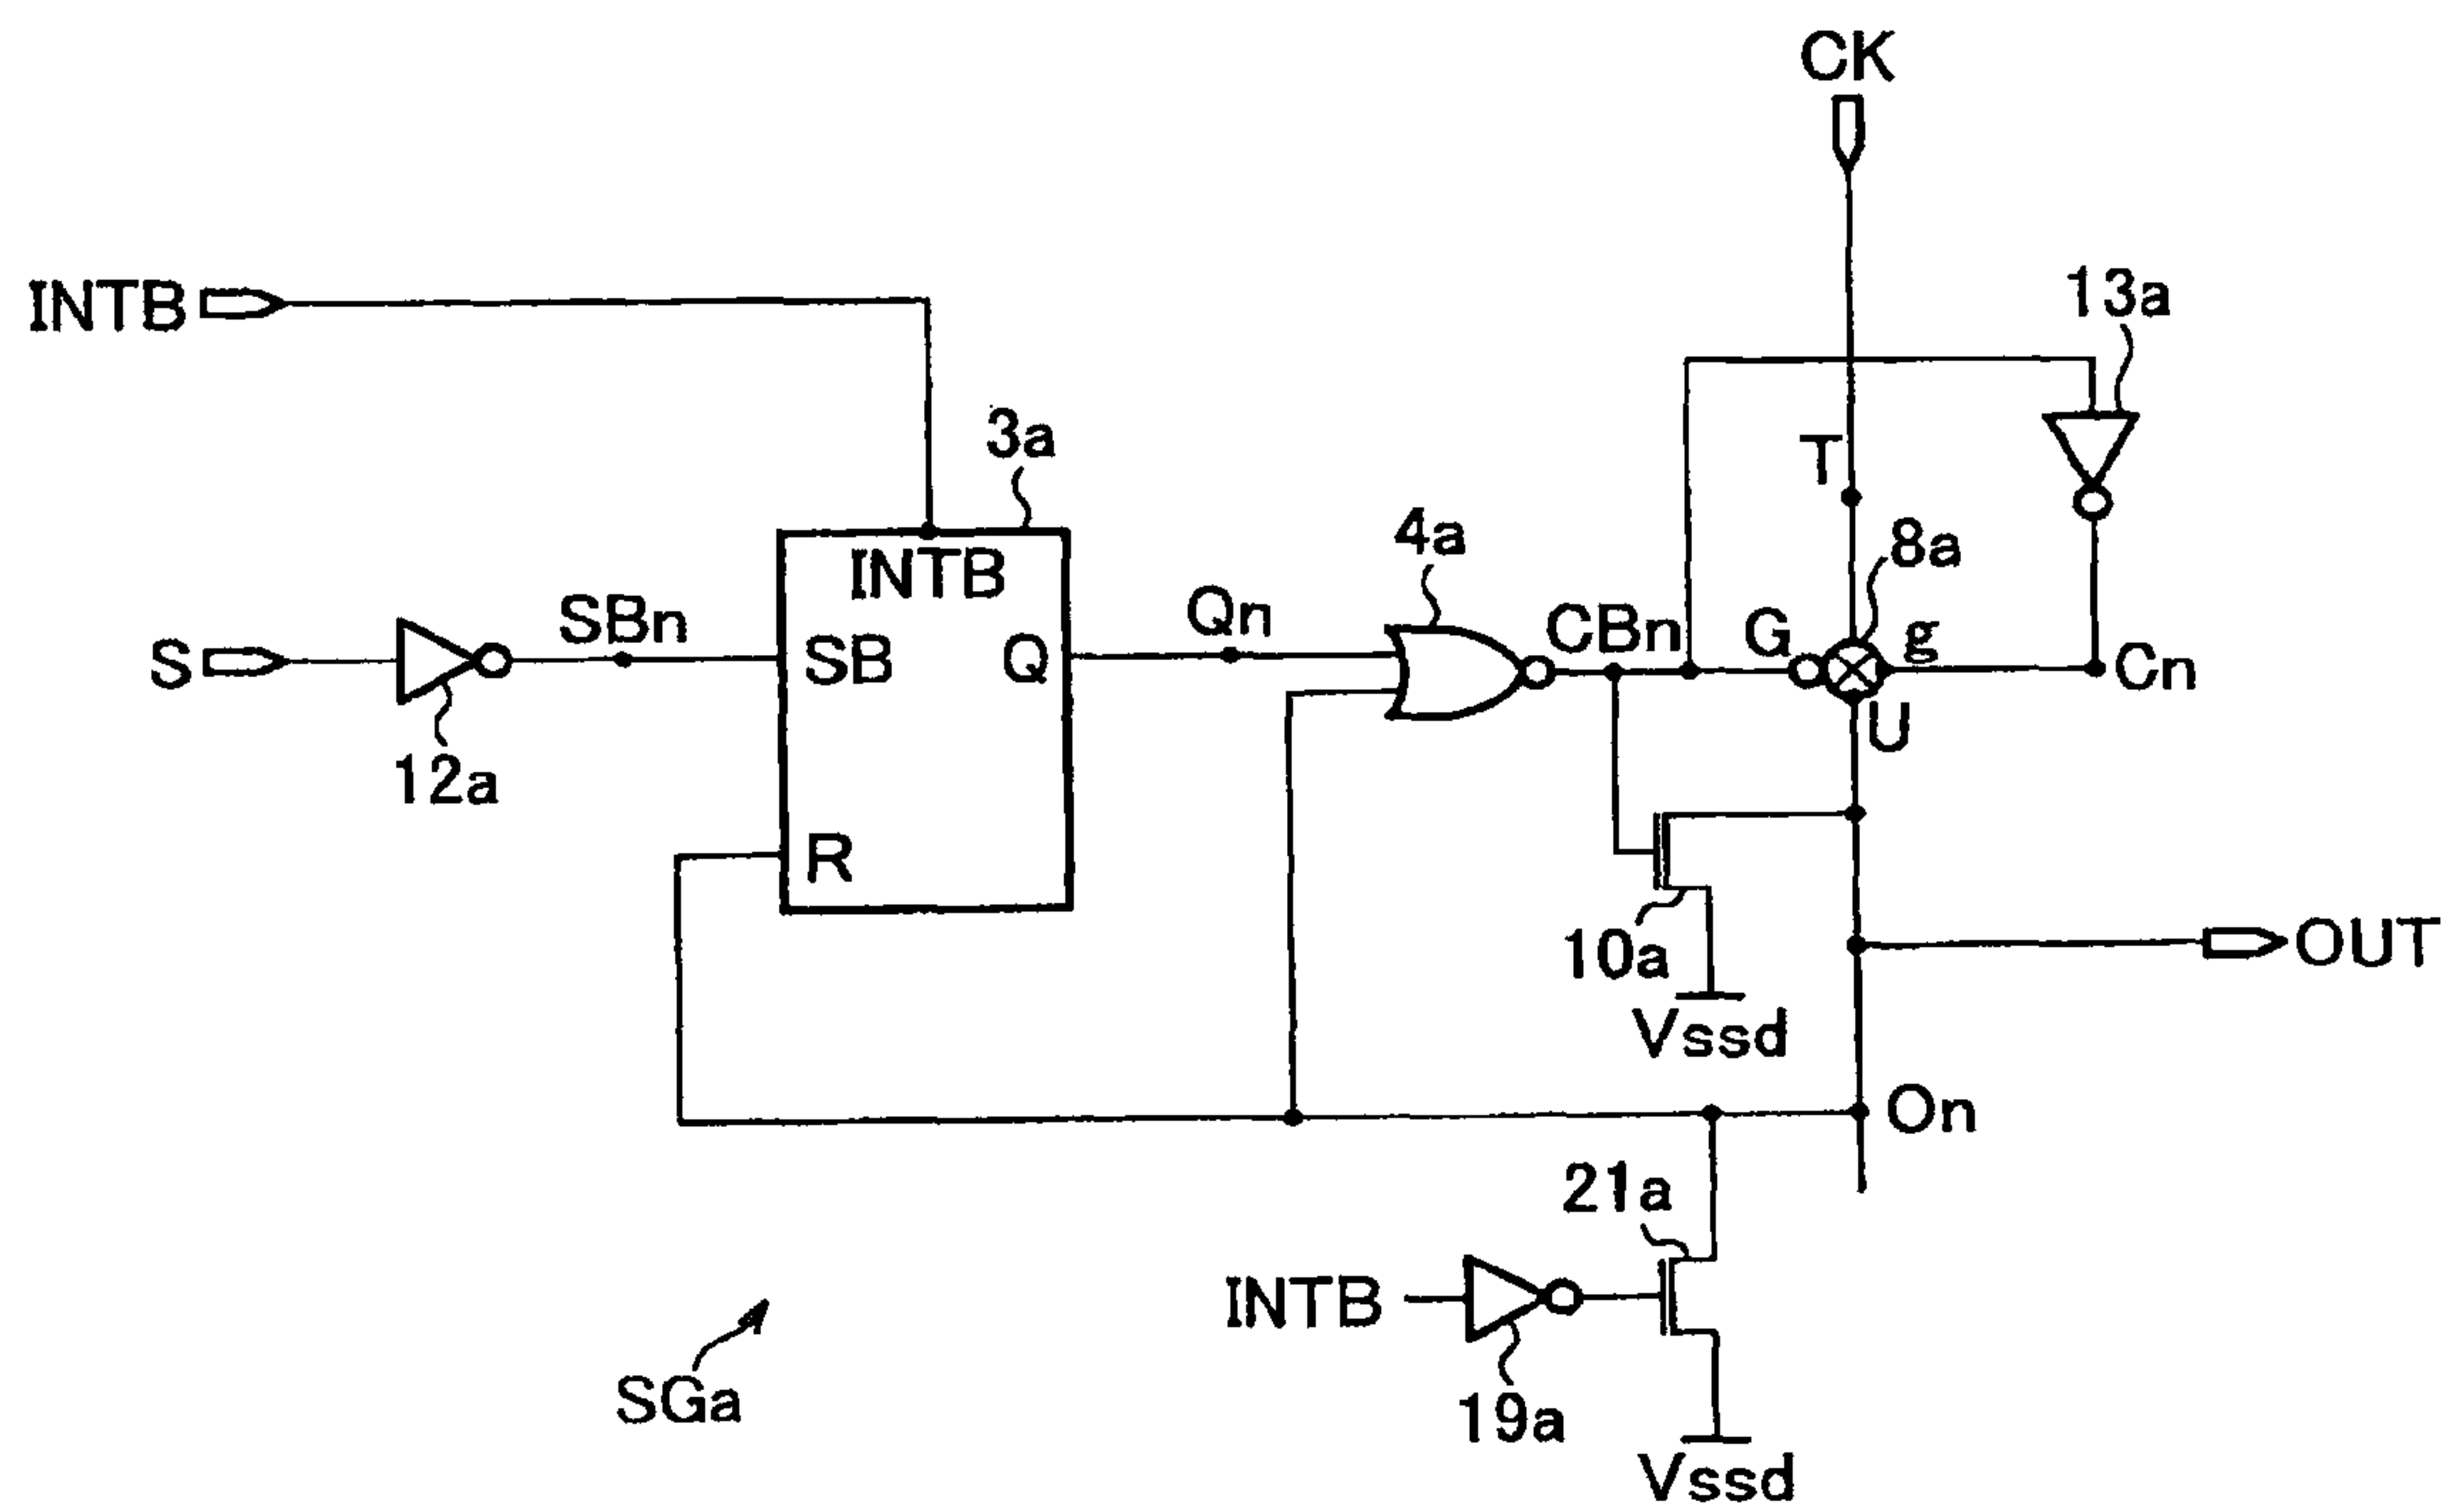 CK
INTB
13a
3a
T
4a
8a
INTB
SBn
Qn
CBn
G
g
S
SB
Q
Cn
U
12a
R
10a
OUT
Vssd
On
21a
INTB
SGa
19a
Vssd